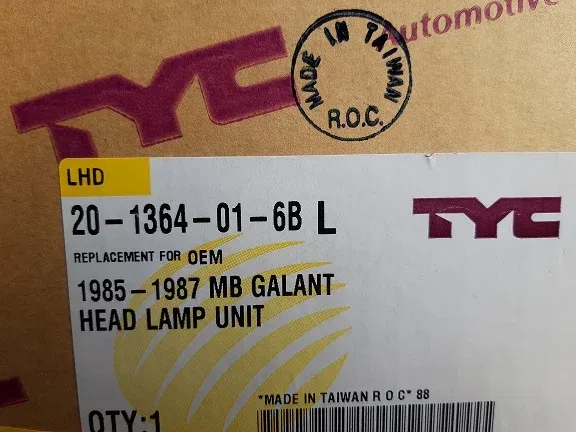 Automotive
TYC
MADE IN TAIWAN
R.O.C.
LHD
20-1364-01-6B L
TYC
REPLACEMENT FOR OEM
1985-1987 MB GALANT
HEAD LAMP UNIT
*MADE IN TAIWAN R O C* 88
QTY:1